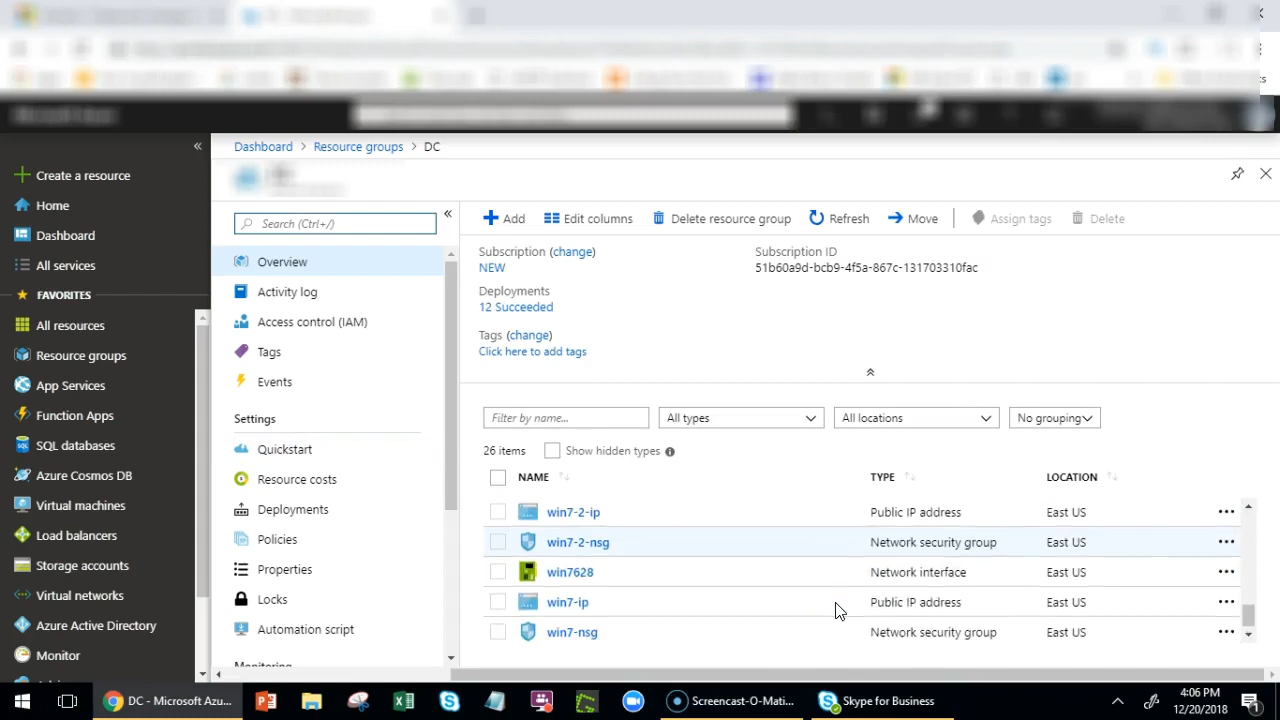 Dashboard > Resource groups > DC
«
Create a resource
Home
Dashboard
All services
FAVORITES
All resources
Resource groups
App Services
Function Apps
SQL databases
Azure Cosmos DB
Virtual machines
Load balancers
Storage accounts
Virtual networks
Azure Active Directory
Monitor
Search (Ctrl+/)
«
Overview
Activity log
Access control (IAM)
Tags
Events
Settings
Quickstart
Resource costs
Deployments
Policies
Properties
Locks
Automation script
Monitoring
Add Edit columns Delete resource group Refresh Move Assign tags Delete
Subscription (change)
NEW
Subscription ID
51b60a9d-bcb9-4f5a-867c-131703310fac
Deployments
12 Succeeded
Tags (change)
Click here to add tags
Filter by name... All types All locations No grouping
26 items Show hidden types
NAME TYPE LOCATION
win7-2-ip Public IP address East US
win7-2-nsg Network security group East US
win7628 Network interface East US
win7-ip Public IP address East US
win7-nsg Network security group East US
DC - Microsoft Azu... Screencast-O-Mati... Skype for Business
4:06 PM
12/20/2018